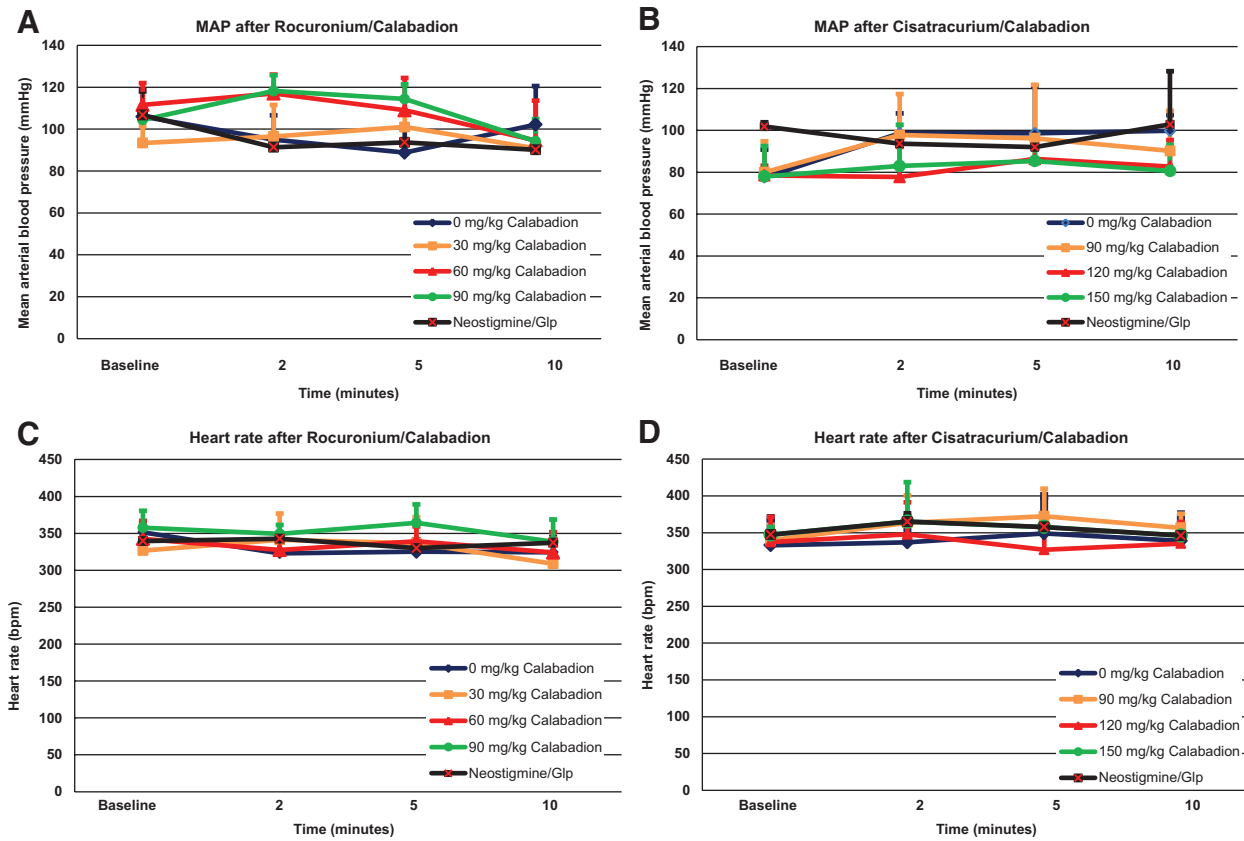 A
MAP after Rocuronium/Calabadion
Mean arterial blood pressure (mmHg)
140
120
100
80
60
40
20
0
0 mg/kg Calabadion
30 mg/kg Calabadion
60 mg/kg Calabadion
90 mg/kg Calabadion
Neostigmine/Glp
Baseline 2 5 10
Time (minutes)
B
MAP after Cisatracurium/Calabadion
Mean arterial blood pressure (mmHg)
140
120
100
80
60
40
20
0
0 mg/kg Calabadion
90 mg/kg Calabadion
120 mg/kg Calabadion
150 mg/kg Calabadion
Neostigmine/Glp
Baseline 2 5 10
Time (minutes)
C
Heart rate after Rocuronium/Calabadion
Heart rate (bpm)
450
400
350
300
250
200
150
100
50
0
0 mg/kg Calabadion
30 mg/kg Calabadion
60 mg/kg Calabadion
90 mg/kg Calabadion
Neostigmine/Glp
Baseline 2 5 10
Time (minutes)
D
Heart rate after Cisatracurium/Calabadion
Heart rate (bpm)
450
400
350
300
250
200
150
100
50
0
0 mg/kg Calabadion
90 mg/kg Calabadion
120 mg/kg Calabadion
150 mg/kg Calabadion
Neostigmine/Glp
Baseline 2 5 10
Time (minutes)